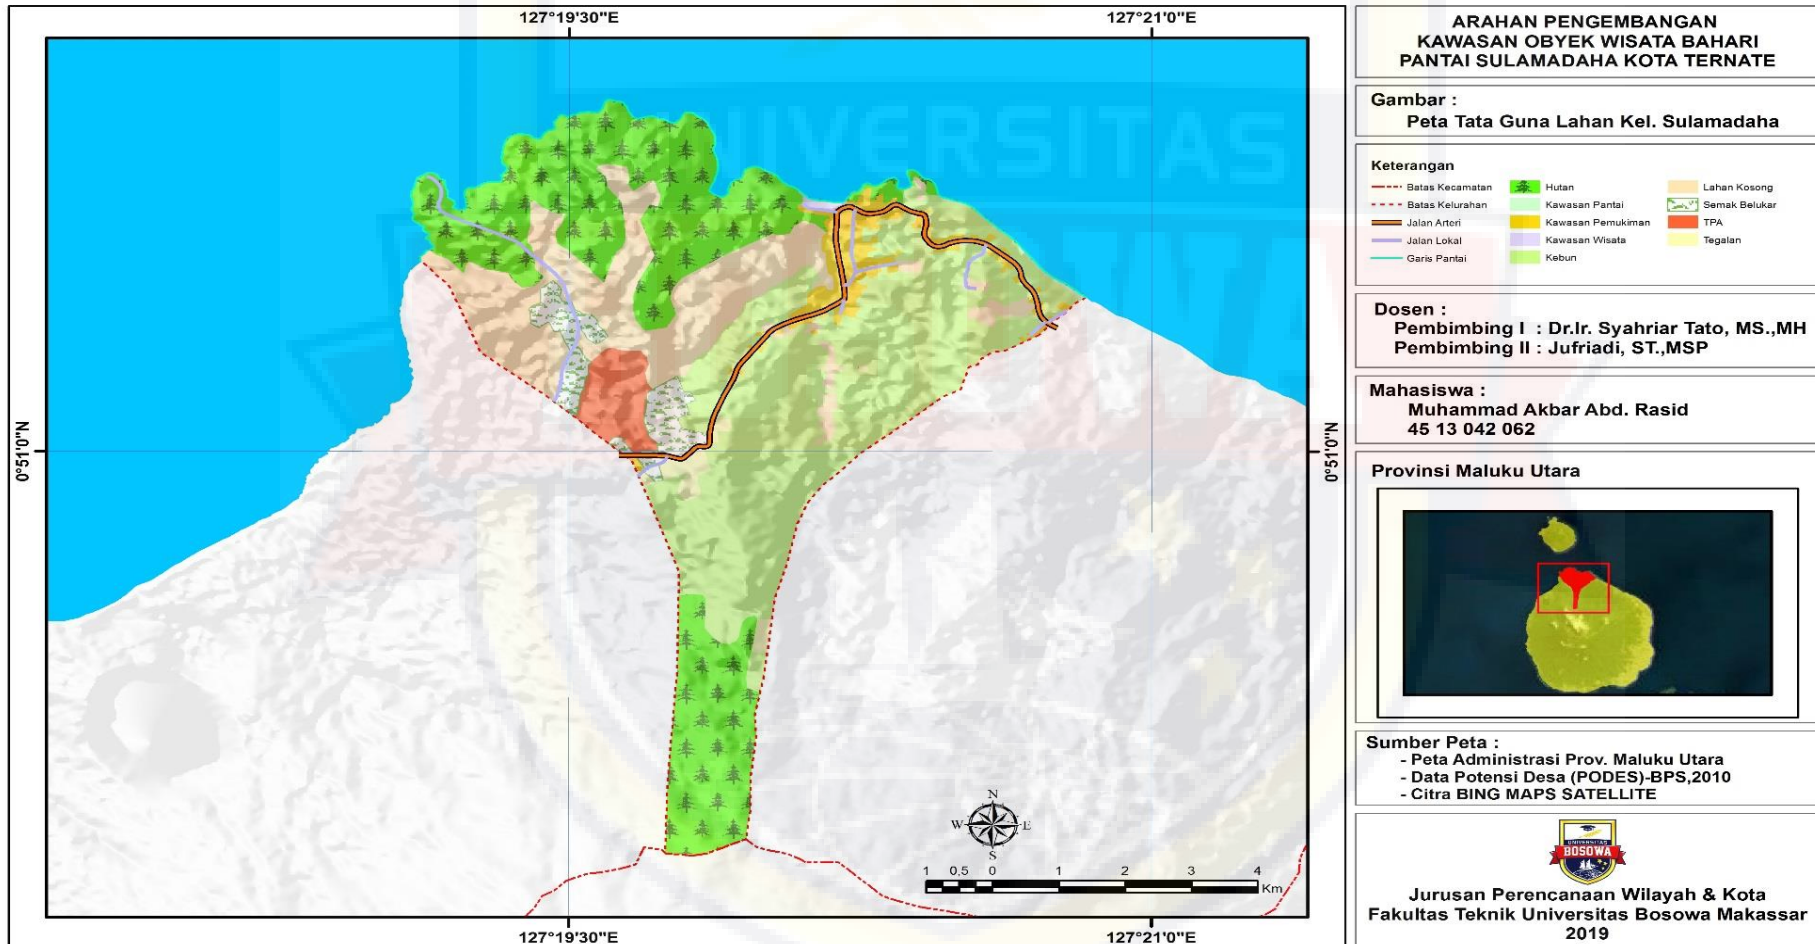 127°19'30"E
127°21'0"E
0°51'0"N
0°51'0"N
UNIVERSITAS
N
W
E
S
1 0,5 0 1 2 3 4
Km
127°19'30"E
127°21'0"E
ARAHAN PENGEMBANGAN
KAWASAN OBYEK WISATA BAHARI
PANTAI SULAMADAHA KOTA TERNATE
Gambar :
Peta Tata Guna Lahan Kel. Sulamadaha
Keterangan
Batas Kecamatan
Batas Kelurahan
Jalan Arteri
Jalan Lokal
Garis Pantai
Hutan
Kawasan Pantai
Kawasan Pemukiman
Kawasan Wisata
Kebun
Lahan Kosong
Semak Belukar
TPA
Tegalan
Dosen :
Pembimbing I : Dr.Ir. Syahriar Tato, MS.,MH
Pembimbing II : Jufriadi, ST.,MSP
Mahasiswa :
Muhammad Akbar Abd. Rasid
45 13 042 062
Provinsi Maluku Utara
Sumber Peta :
- Peta Administrasi Prov. Maluku Utara
- Data Potensi Desa (PODES)-BPS,2010
- Citra BING MAPS SATELLITE
UNIVERSITAS
BOSOWA
Jurusan Perencanaan Wilayah & Kota
Fakultas Teknik Universitas Bosowa Makassar
2019